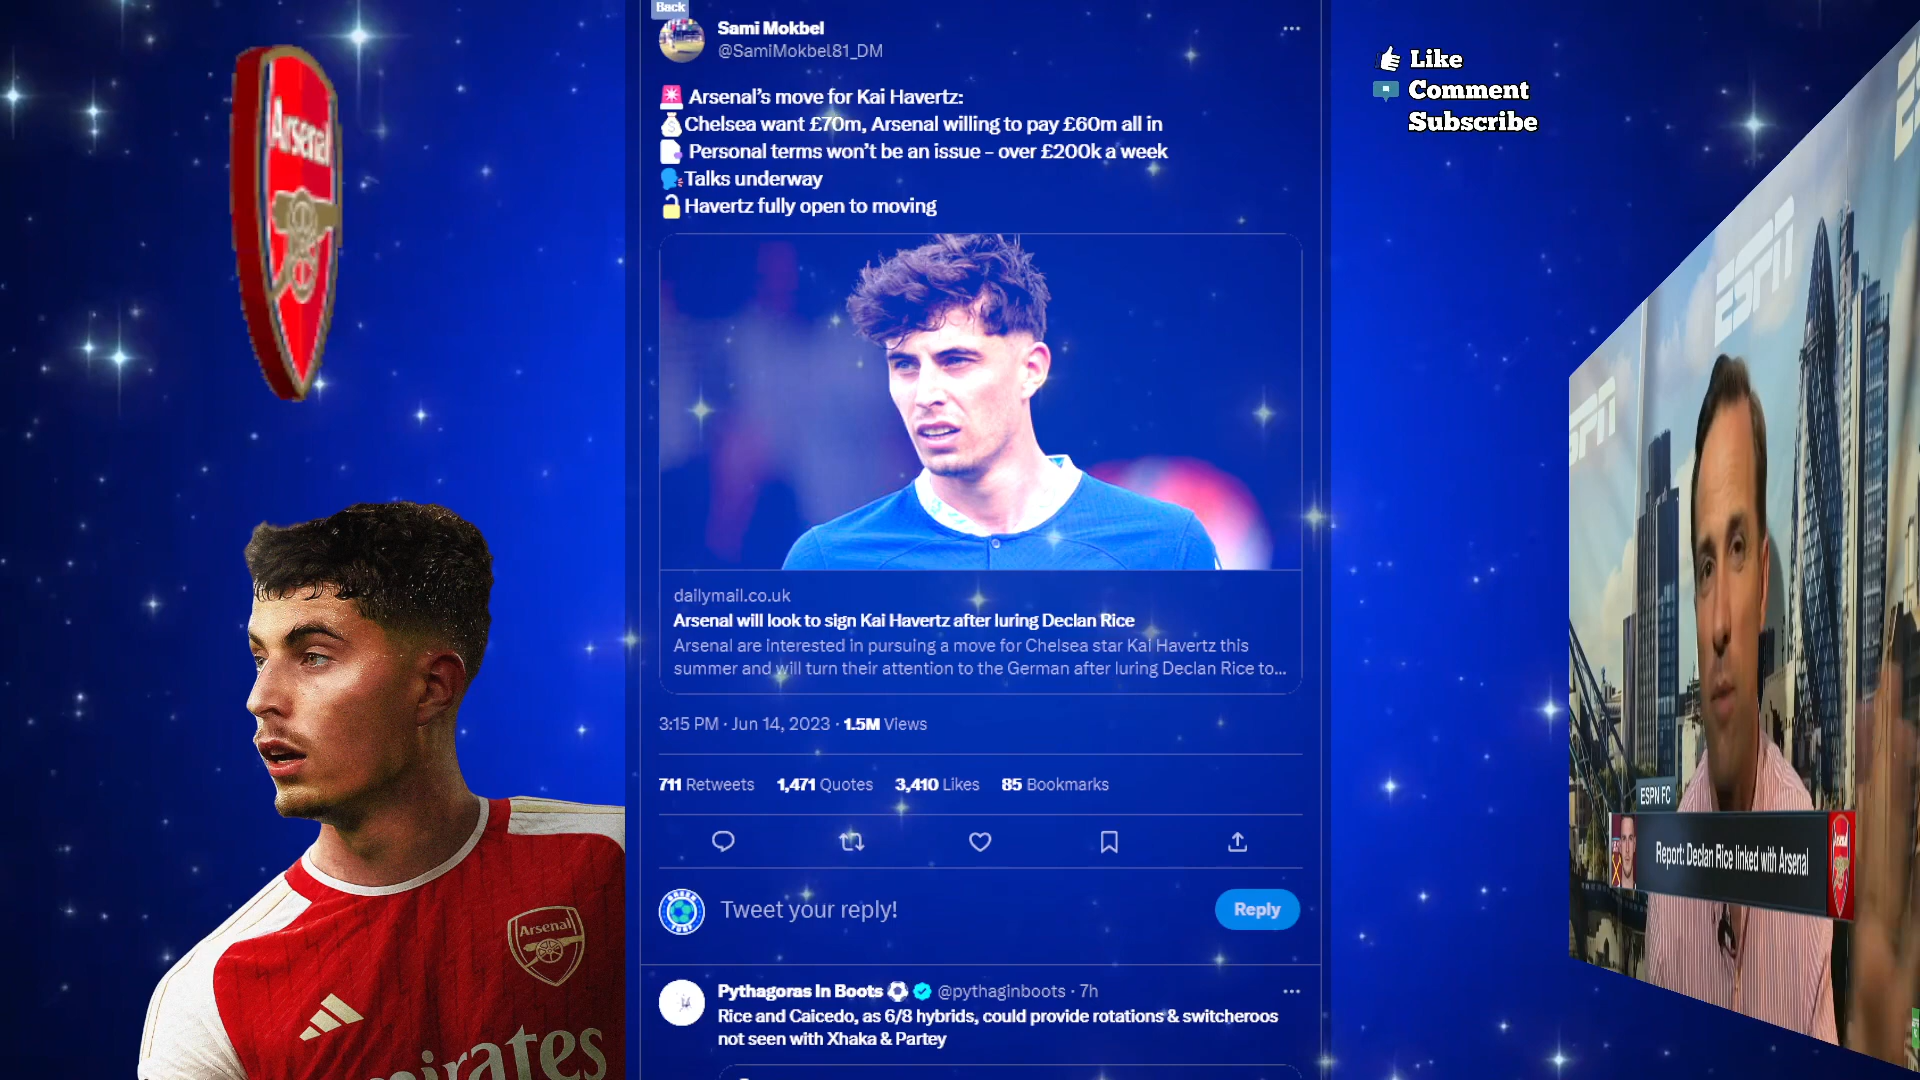 Back
Sami Mokbel
@SamiMokbel81_DM
Arsenal's move for Kai Havertz:
Chelsea want £70m, Arsenal willing to pay £60m all in
Personal terms won't be an issue – over £200k a week
Talks underway
Havertz fully open to moving
dailymail.co.uk
Arsenal will look to sign Kai Havertz after luring Declan Rice
Arsenal are interested in pursuing a move for Chelsea star Kai Havertz this
summer and will turn their attention to the German after luring Declan Rice to...
3:15 PM · Jun 14, 2023 · 1.5M Views
711 Retweets 1,471 Quotes 3,410 Likes 85 Bookmarks
Tweet your reply!
Reply
Pythagoras In Boots @pythaginboots · 7h
Rice and Caicedo, as 6/8 hybrids, could provide rotations & switcheroos
not seen with Xhaka & Partey
Like
Comment
Subscribe
Arsenal
Arsenal
Emirates
ESPN
ESPN FC
Report: Declan Rice linked with Arsenal